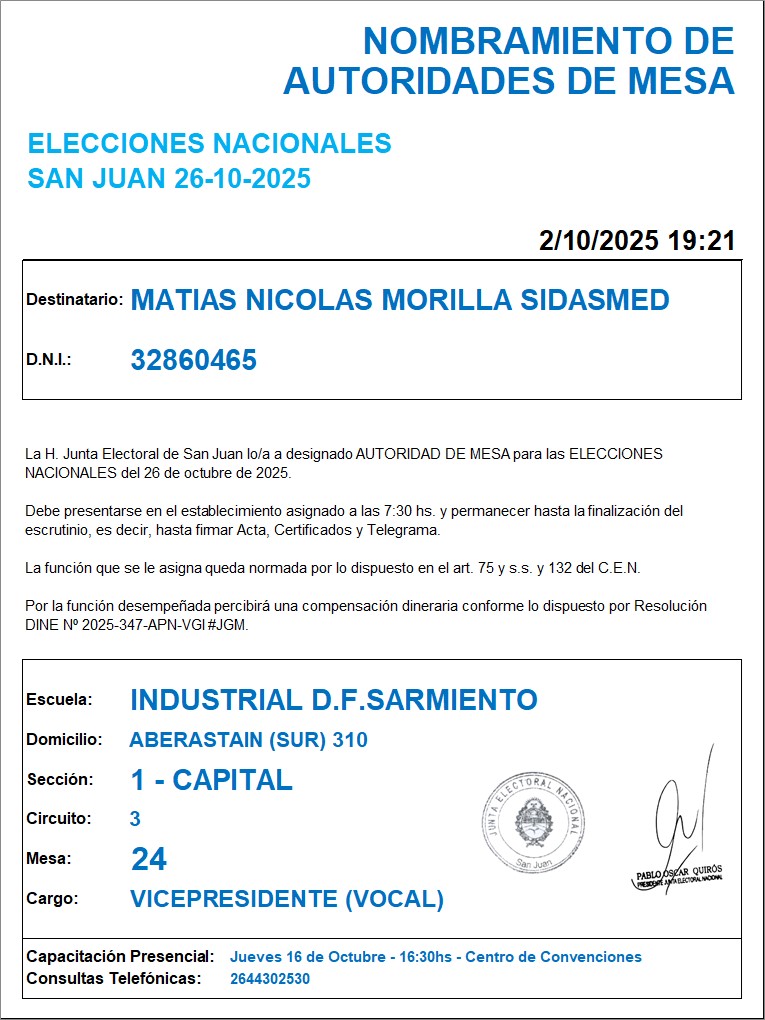 NOMBRAMIENTO DE
AUTORIDADES DE MESA
ELECCIONES NACIONALES
SAN JUAN 26-10-2025
2/10/2025 19:21
Destinatario: MATIAS NICOLAS MORILLA SIDASMED
D.N.I.: 32860465
La H. Junta Electoral de San Juan lo/a a designado AUTORIDAD DE MESA para las ELECCIONES
NACIONALES del 26 de octubre de 2025.
Debe presentarse en el establecimiento asignado a las 7:30 hs. y permanecer hasta la finalización del
escrutinio, es decir, hasta firmar Acta, Certificados y Telegrama.
La función que se le asigna queda normada por lo dispuesto en el art. 75 y s.s. y 132 del C.E.N.
Por la función desempeñada percibirá una compensación dineraria conforme lo dispuesto por Resolución
DINE Nº 2025-347-APN-VGI#JGM.
Escuela: INDUSTRIAL D.F.SARMIENTO
Domicilio: ABERASTAIN (SUR) 310
Sección: 1 - CAPITAL
Circuito: 3
Mesa: 24
Cargo: VICEPRESIDENTE (VOCAL)
JUNTA ELECTORAL NACIONAL
San Juan
PABLO OSCAR QUIRÓS
PRESIDENTE JUNTA ELECTORAL NACIONAL
Capacitación Presencial: Jueves 16 de Octubre - 16:30hs - Centro de Convenciones
Consultas Telefónicas: 2644302530